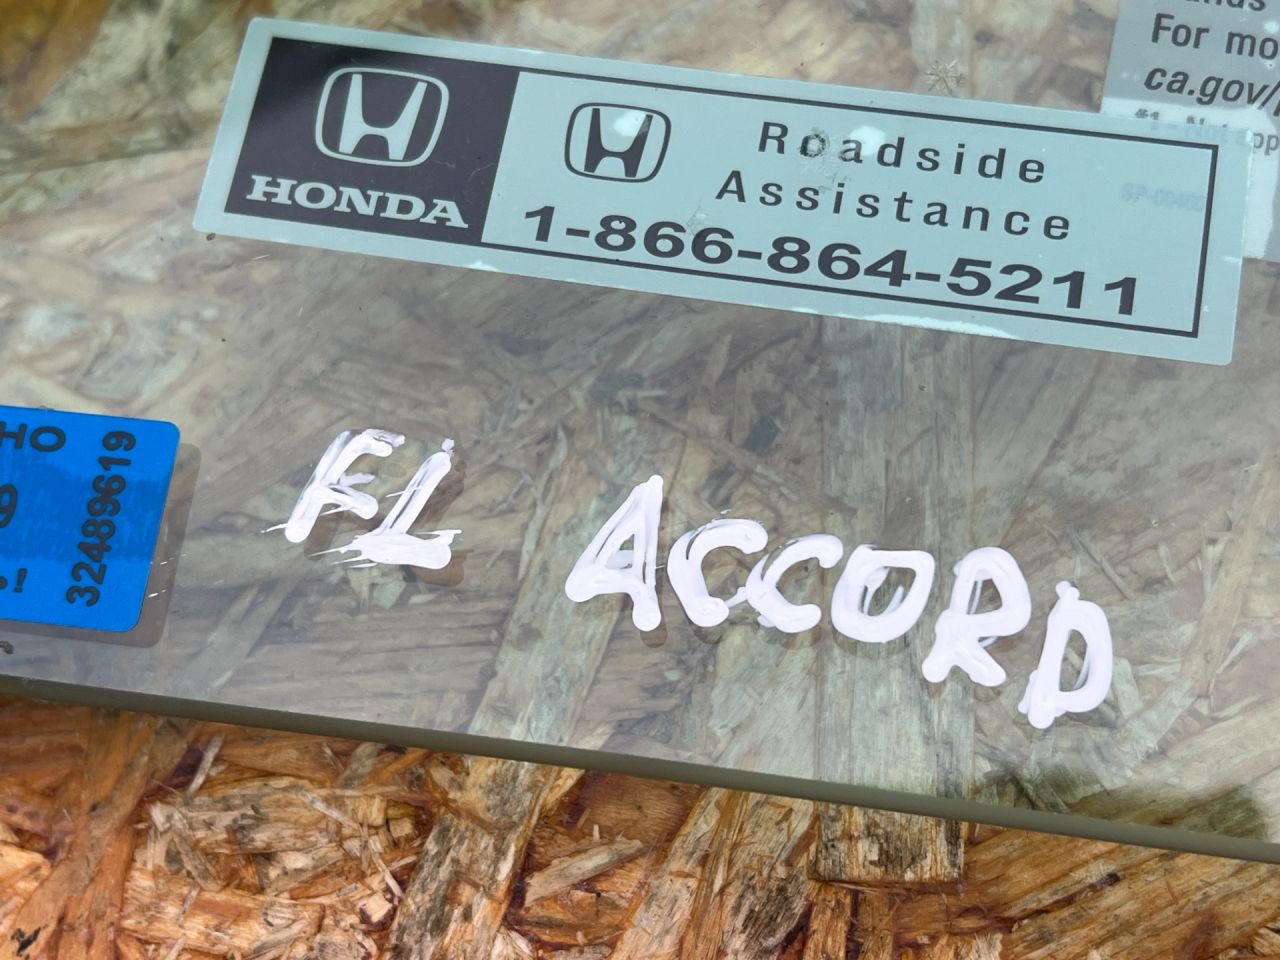 For mo
ca.gov/
HONDA
Roadside
Assistance
1-866-864-5211
HO
32489619
FL ACCORD